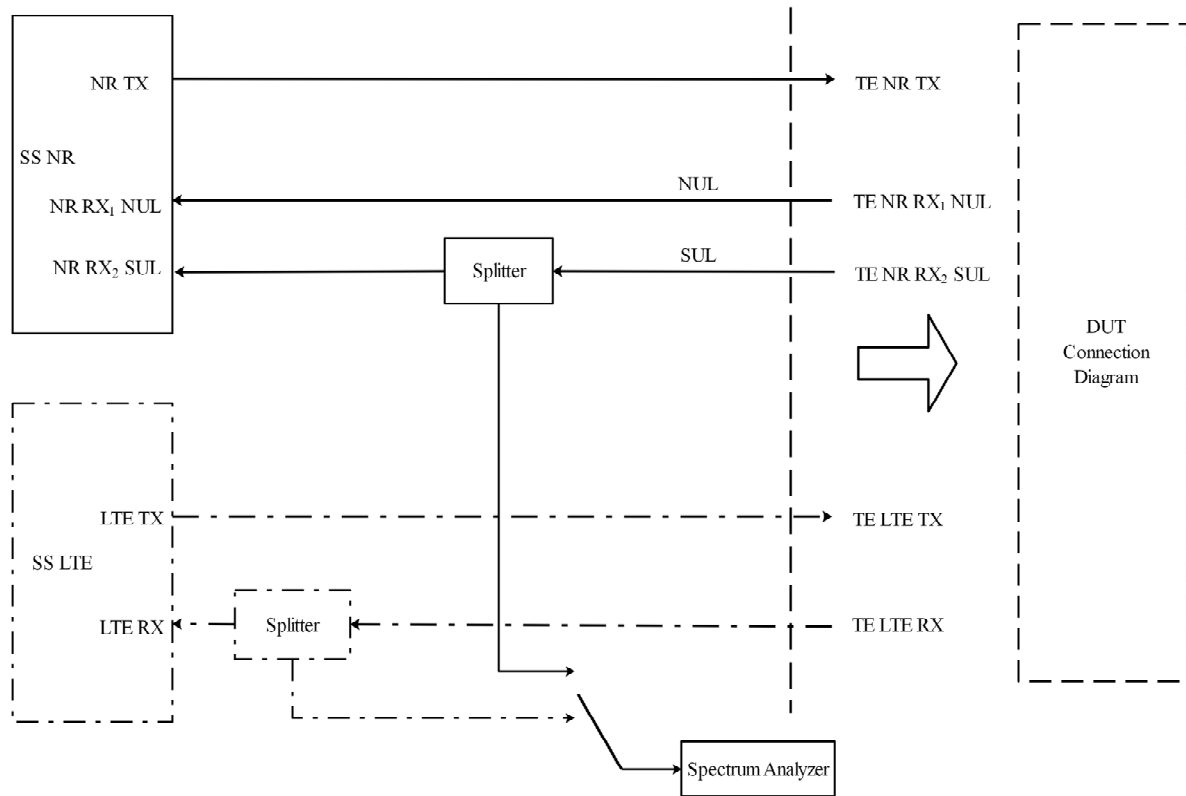 NR TX
TE NR TX
SS NR
NUL
NR RX₁ NUL
TE NR RX₁ NUL
SUL
NR RX₂ SUL
Splitter
TE NR RX₂ SUL
DUT
Connection
Diagram
LTE TX
TE LTE TX
SS LTE
LTE RX
Splitter
TE LTE RX
Spectrum Analyzer